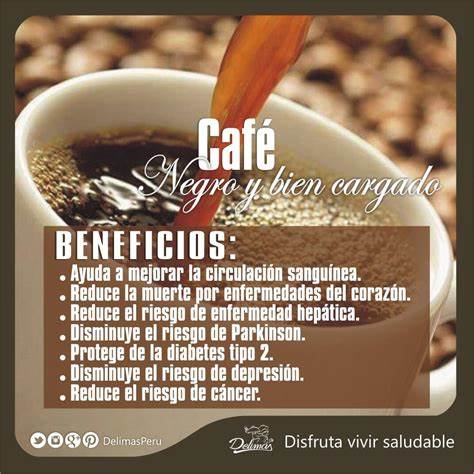 Café
Negro y bien cargado
BENEFICIOS:
• Ayuda a mejorar la circulación sanguínea.
• Reduce la muerte por enfermedades del corazón.
• Reduce el riesgo de enfermedad hepática.
• Disminuye el riesgo de Parkinson.
• Protege de la diabetes tipo 2.
• Disminuye el riesgo de depresión.
• Reduce el riesgo de cáncer.
DelimasPeru
Delimas
Disfruta vivir saludable